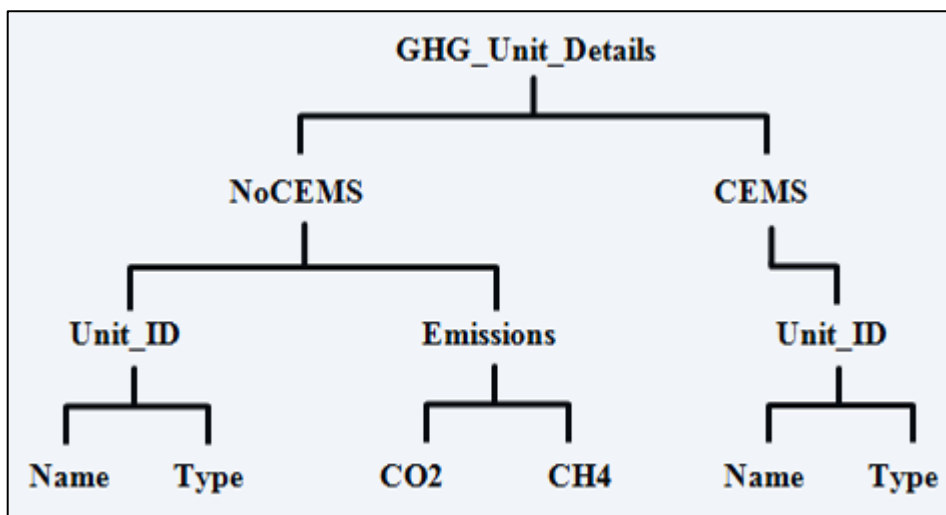 GHG_Unit_Details
NoCEMS CEMS
Unit_ID Emissions Unit_ID
Name Type CO2 CH4 Name Type